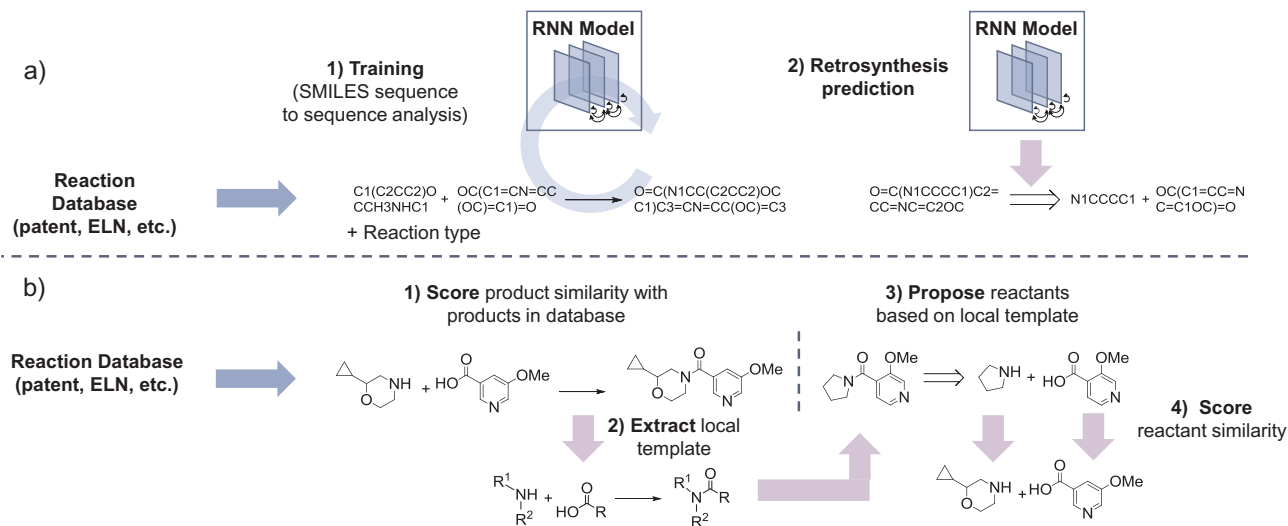 a)
1) Training
(SMILES sequence
to sequence analysis)
RNN Model
2) Retrosynthesis
prediction
RNN Model
Reaction
Database
(patent, ELN, etc.)
C1(C2CC2)O
CCH3NHC1
+
OC(C1=CN=CC
(OC)=C1)=O
O=C(N1CC(C2CC2)OC
C1)C3=CN=CC(OC)=C3
+ Reaction type
O=C(N1CCCC1)C2=
CC=NC=C2OC
N1CCCC1
+
OC(C1=CC=N
C=C1OC)=O
b)
1) Score product similarity with
products in database
3) Propose reactants
based on local template
Reaction Database
(patent, ELN, etc.)
NH
O
+
O
HO
OMe
N
O
N
O
OMe
N
O
N
OMe
N
NH
+
O
HO
OMe
N
2) Extract local
template
4) Score
reactant similarity
R1
NH
R2
+
O
HO
R
R1
N
R2
O
R
NH
O
+
O
HO
OMe
N